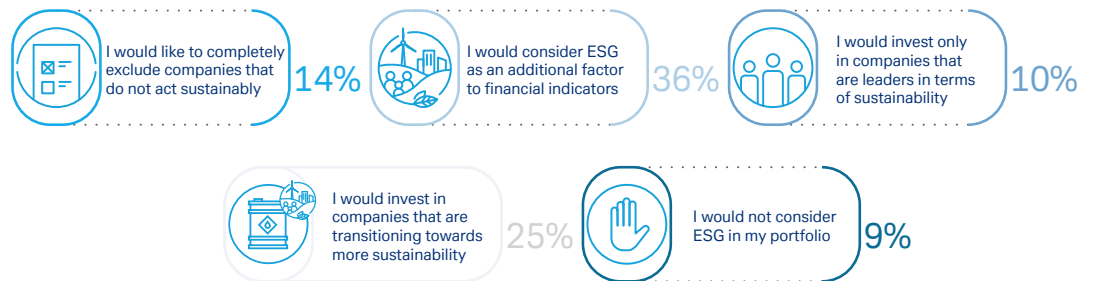 I would like to completely
exclude companies that
do not act sustainably
14%
I would consider ESG
as an additional factor
to financial indicators
36%
I would invest only
in companies that
are leaders in terms
of sustainability
10%
I would invest in
companies that are
transitioning towards
more sustainability
25%
I would not consider
ESG in my portfolio
9%